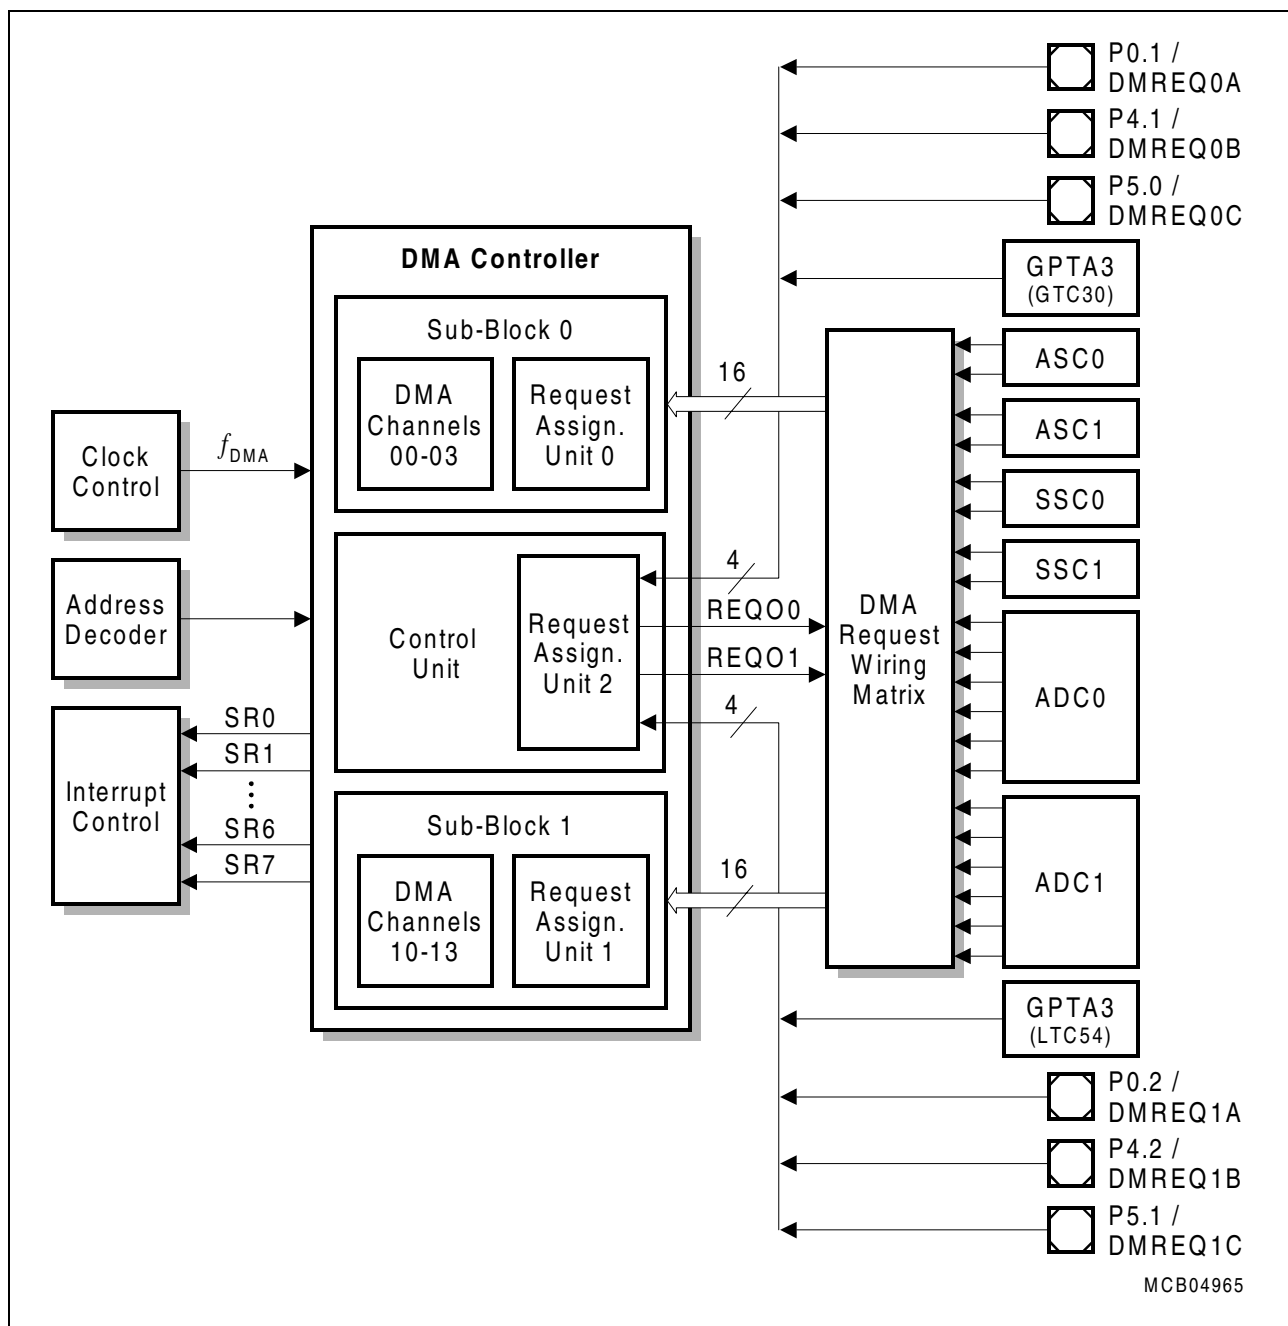 P0.1 /
DMREQ0A
P4.1 /
DMREQ0B
P5.0 /
DMREQ0C
GPTA3
(GTC30)
DMA Controller
Sub-Block 0
DMA
Channels
00-03
Request
Assign.
Unit 0
16
ASC0
ASC1
SSC0
SSC1
ADC0
ADC1
Clock
Control
fDMA
Address
Decoder
Control
Unit
Request
Assign.
Unit 2
4
REQO0
REQO1
4
DMA
Request
Wiring
Matrix
Interrupt
Control
SR0
SR1
SR6
SR7
Sub-Block 1
DMA
Channels
10-13
Request
Assign.
Unit 1
16
GPTA3
(LTC54)
P0.2 /
DMREQ1A
P4.2 /
DMREQ1B
P5.1 /
DMREQ1C
MCB04965